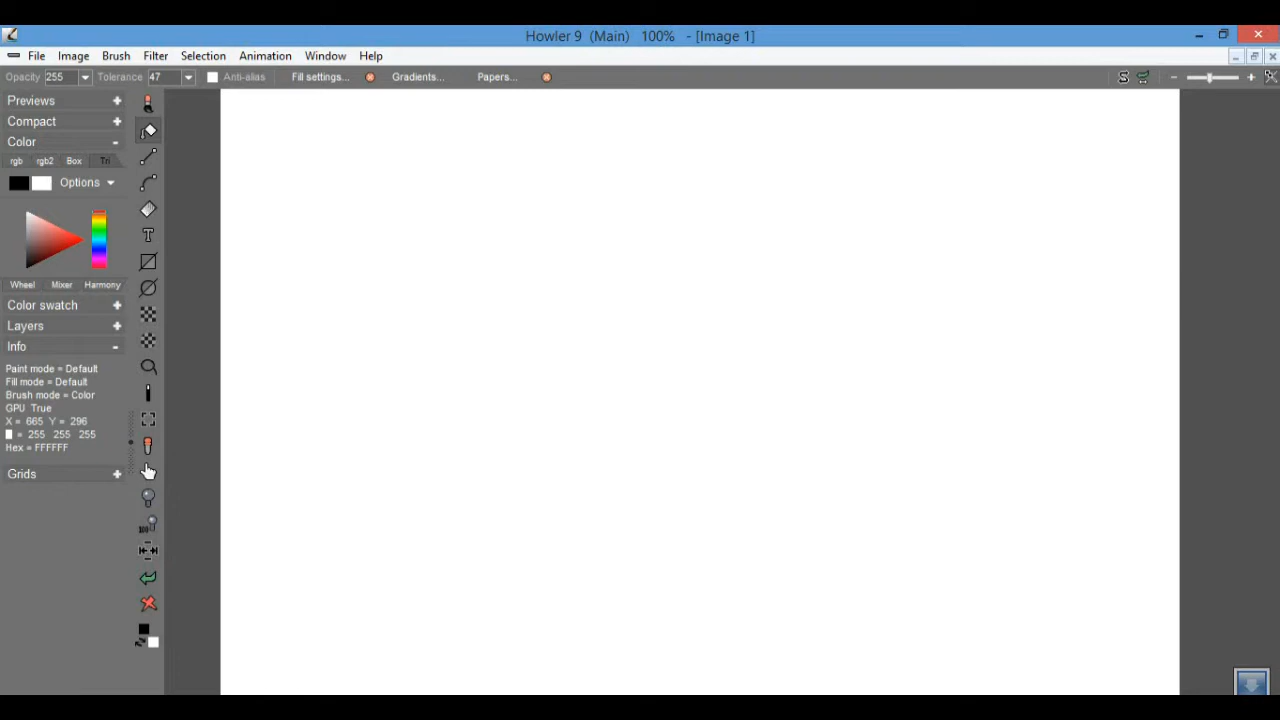 Howler 9 (Main) 100% - [Image 1]
File Image Brush Filter Selection Animation Window Help
Opacity 255 Tolerance 47 Anti-alias Fill settings... Gradients... Papers...
Previews +
Compact +
Color -
rgb rgb2 Box Tri
Options
Wheel Mixer Harmony
Color swatch +
Layers +
Info -
Paint mode = Default
Fill mode = Default
Brush mode = Color
GPU True
X = 665 Y = 296
= 255 255 255
Hex = FFFFFF
Grids +
T
100